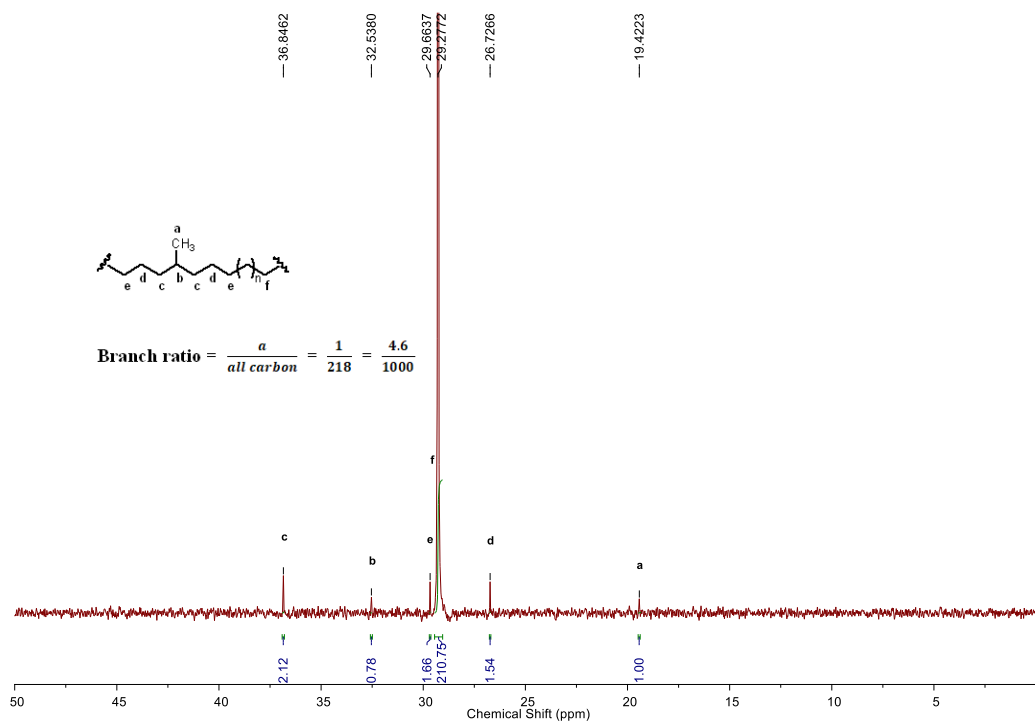 36.8462
32.5380
29.6637
29.2772
26.7266
19.4223
a
CH3
e d c b c d e n f
Branch ratio = a / all carbon = 1 / 218 = 4.6 / 1000
f
c b e d a
2.12
0.78
1.66
210.75
1.54
1.00
50 45 40 35 30 25 20 15 10 5
Chemical Shift (ppm)